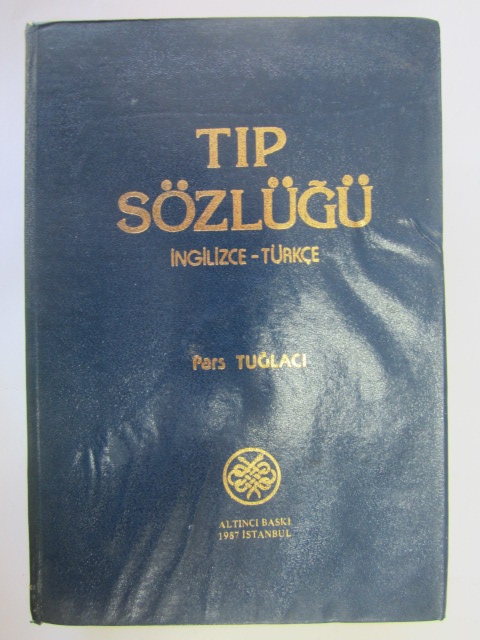 TIP
SÖZLÜĞÜ
İNGİLİZCE - TÜRKÇE
Pars TUĞLACI
ALTINCI BASKI
1987 İSTANBUL